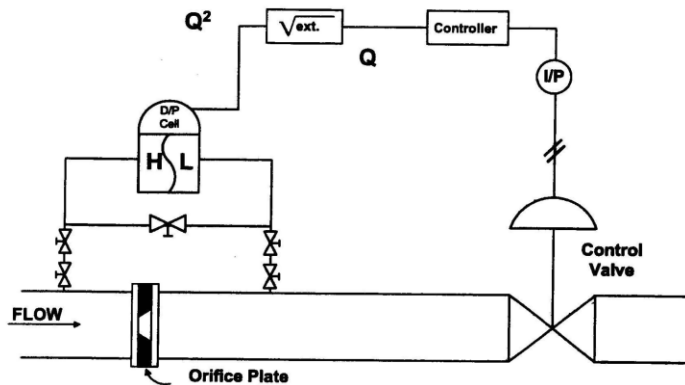 Q²
√ext.
Controller
Q
I/P
D/P
Cell
H L
Control
Valve
FLOW
Orifice Plate